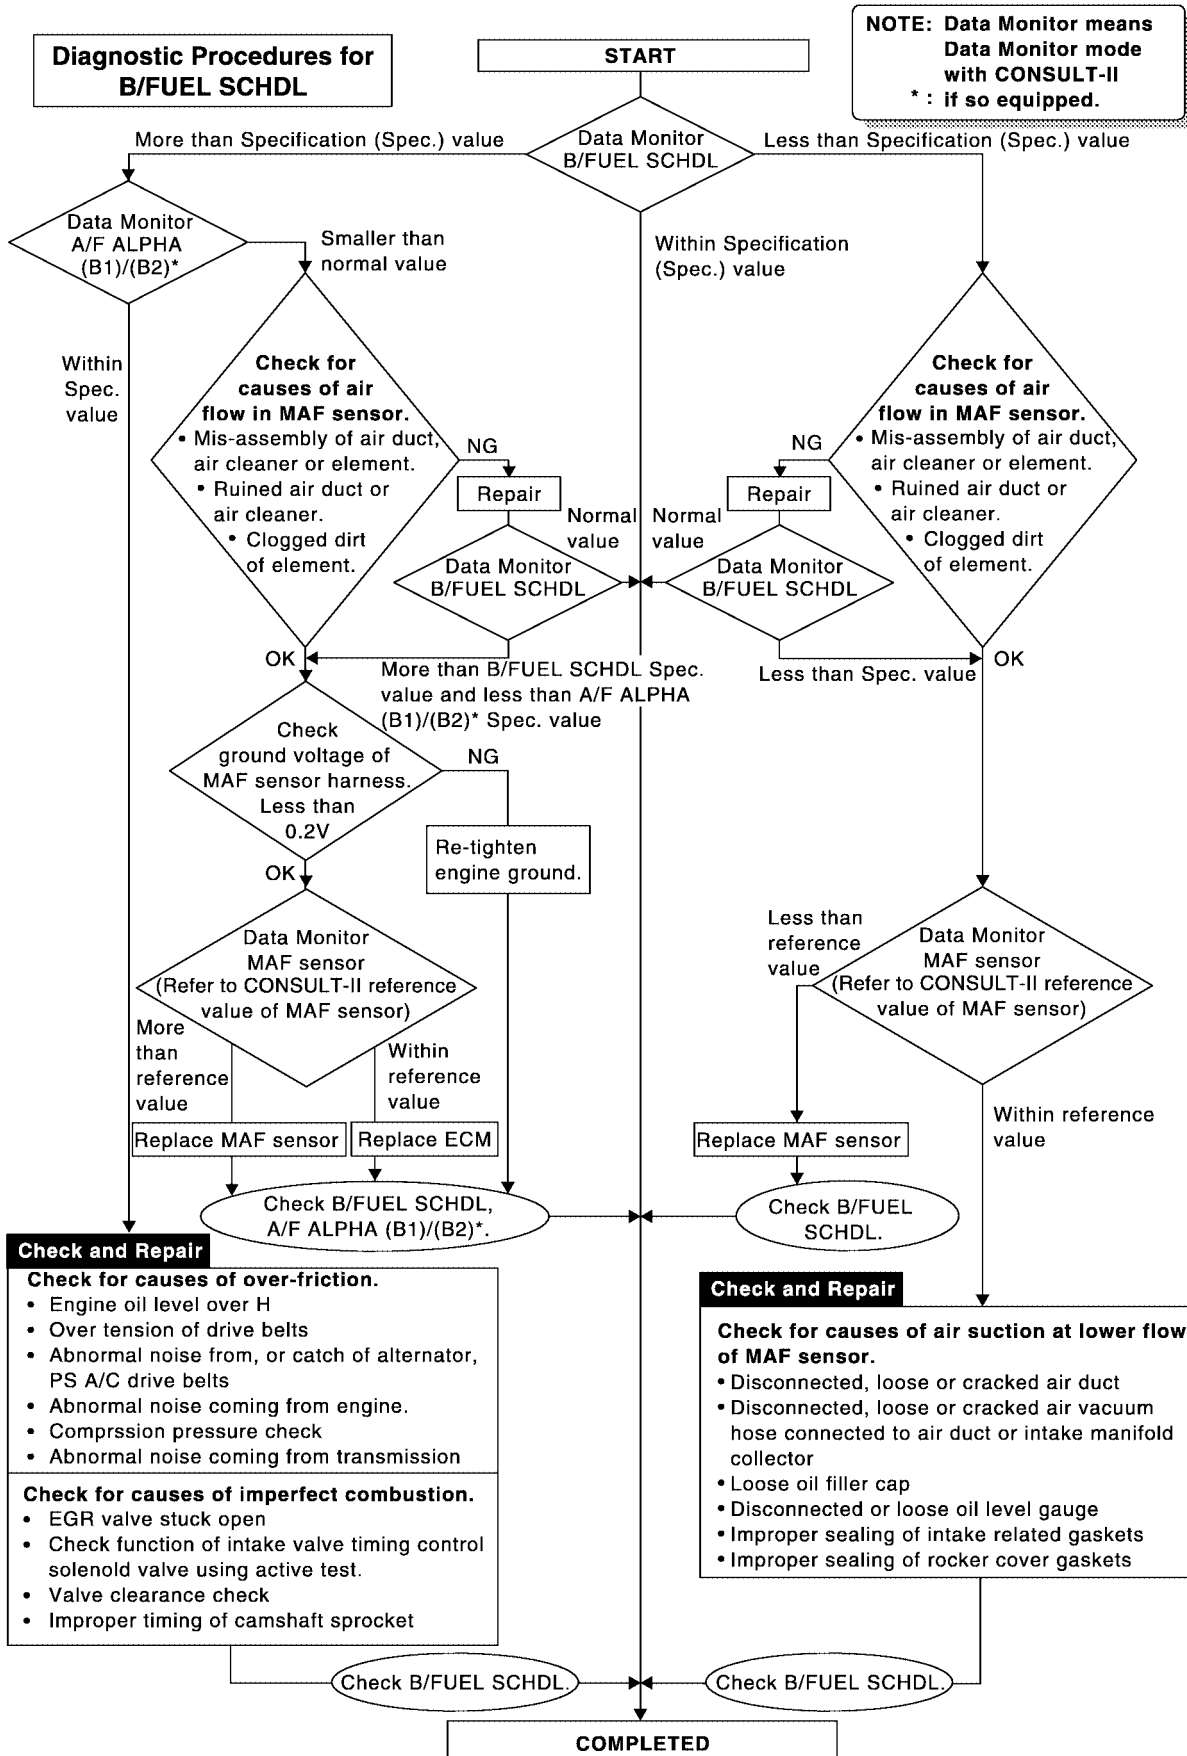 Diagnostic Procedures for
B/FUEL SCHDL
START
NOTE: Data Monitor means
Data Monitor mode
with CONSULT-II
* : if so equipped.
More than Specification (Spec.) value
Data Monitor
B/FUEL SCHDL
Less than Specification (Spec.) value
Data Monitor
A/F ALPHA
(B1)/(B2)*
Smaller than
normal value
Within Specification
(Spec.) value
Within
Spec.
value
Check for
causes of air
flow in MAF sensor.
• Mis-assembly of air duct,
air cleaner or element.
• Ruined air duct or
air cleaner.
• Clogged dirt
of element.
NG
Repair
Normal
value
Data Monitor
B/FUEL SCHDL
NG
Repair
Normal
value
Data Monitor
B/FUEL SCHDL
Check for
causes of air
flow in MAF sensor.
• Mis-assembly of air duct,
air cleaner or element.
• Ruined air duct or
air cleaner.
• Clogged dirt
of element.
OK
More than B/FUEL SCHDL Spec.
value and less than A/F ALPHA
(B1)/(B2)* Spec. value
Less than Spec. value
OK
Check
ground voltage of
MAF sensor harness.
Less than
0.2V
NG
Re-tighten
engine ground.
OK
Data Monitor
MAF sensor
(Refer to CONSULT-II reference
value of MAF sensor)
Less than
reference
value
Data Monitor
MAF sensor
(Refer to CONSULT-II reference
value of MAF sensor)
More
than
reference
value
Within
reference
value
Within reference
value
Replace MAF sensor
Replace ECM
Replace MAF sensor
Check B/FUEL SCHDL,
A/F ALPHA (B1)/(B2)*.
Check B/FUEL
SCHDL.
Check and Repair
Check for causes of over-friction.
• Engine oil level over H
• Over tension of drive belts
• Abnormal noise from, or catch of alternator,
PS A/C drive belts
• Abnormal noise coming from engine.
• Comprssion pressure check
• Abnormal noise coming from transmission
Check for causes of imperfect combustion.
• EGR valve stuck open
• Check function of intake valve timing control
solenold valve using active test.
• Valve clearance check
• Improper timing of camshaft sprocket
Check and Repair
Check for causes of air suction at lower flow
of MAF sensor.
• Disconnected, loose or cracked air duct
• Disconnected, loose or cracked air vacuum
hose connected to air duct or intake manifold
collector
• Loose oil filler cap
• Disconnected or loose oil level gauge
• Improper sealing of intake related gaskets
• Improper sealing of rocker cover gaskets
Check B/FUEL SCHDL.
Check B/FUEL SCHDL.
COMPLETED